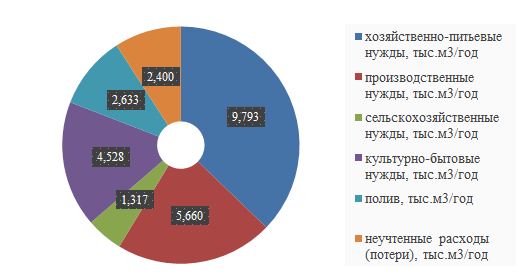 2,400
2,633
9,793
4,528
1,317
5,660
хозяйственно-питьевые
нужды, тыс.м3/год
производственные
нужды, тыс.м3/год
сельскохозяйственные
нужды, тыс.м3/год
культурно-бытовые
нужды, тыс.м3/год
полив, тыс.м3/год
неучтенные расходы
(потери), тыс.м3/год